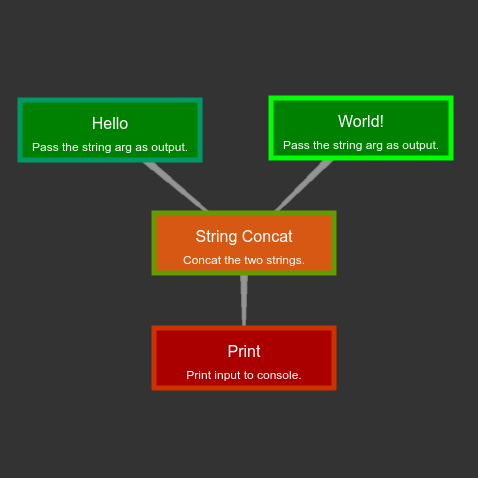 Hello
Pass the string arg as output.
World!
Pass the string arg as output.
String Concat
Concat the two strings.
Print
Print input to console.